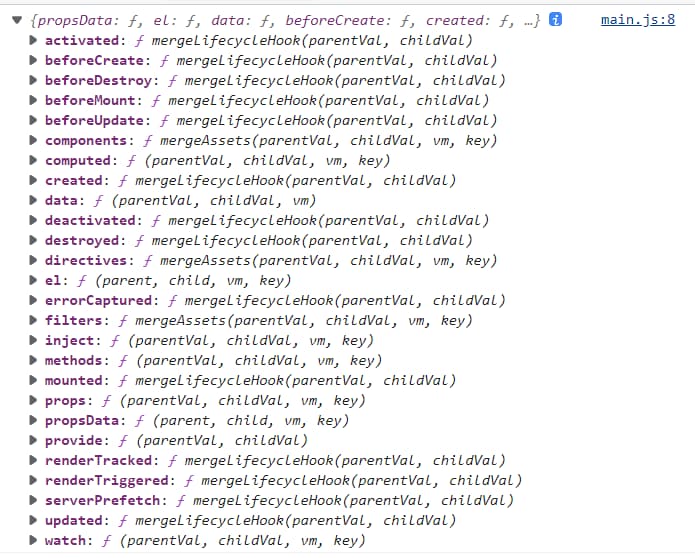 ▼ {propsData: ƒ, el: ƒ, data: ƒ, beforeCreate: ƒ, created: ƒ, …} i main.js:8
▶ activated: ƒ mergeLifecycleHook(parentVal, childVal)
▶ beforeCreate: ƒ mergeLifecycleHook(parentVal, childVal)
▶ beforeDestroy: ƒ mergeLifecycleHook(parentVal, childVal)
▶ beforeMount: ƒ mergeLifecycleHook(parentVal, childVal)
▶ beforeUpdate: ƒ mergeLifecycleHook(parentVal, childVal)
▶ components: ƒ mergeAssets(parentVal, childVal, vm, key)
▶ computed: ƒ (parentVal, childVal, vm, key)
▶ created: ƒ mergeLifecycleHook(parentVal, childVal)
▶ data: ƒ (parentVal, childVal, vm)
▶ deactivated: ƒ mergeLifecycleHook(parentVal, childVal)
▶ destroyed: ƒ mergeLifecycleHook(parentVal, childVal)
▶ directives: ƒ mergeAssets(parentVal, childVal, vm, key)
▶ el: ƒ (parent, child, vm, key)
▶ errorCaptured: ƒ mergeLifecycleHook(parentVal, childVal)
▶ filters: ƒ mergeAssets(parentVal, childVal, vm, key)
▶ inject: ƒ (parentVal, childVal, vm, key)
▶ methods: ƒ (parentVal, childVal, vm, key)
▶ mounted: ƒ mergeLifecycleHook(parentVal, childVal)
▶ props: ƒ (parentVal, childVal, vm, key)
▶ propsData: ƒ (parent, child, vm, key)
▶ provide: ƒ (parentVal, childVal)
▶ renderTracked: ƒ mergeLifecycleHook(parentVal, childVal)
▶ renderTriggered: ƒ mergeLifecycleHook(parentVal, childVal)
▶ serverPrefetch: ƒ mergeLifecycleHook(parentVal, childVal)
▶ updated: ƒ mergeLifecycleHook(parentVal, childVal)
▶ watch: ƒ (parentVal, childVal, vm, key)